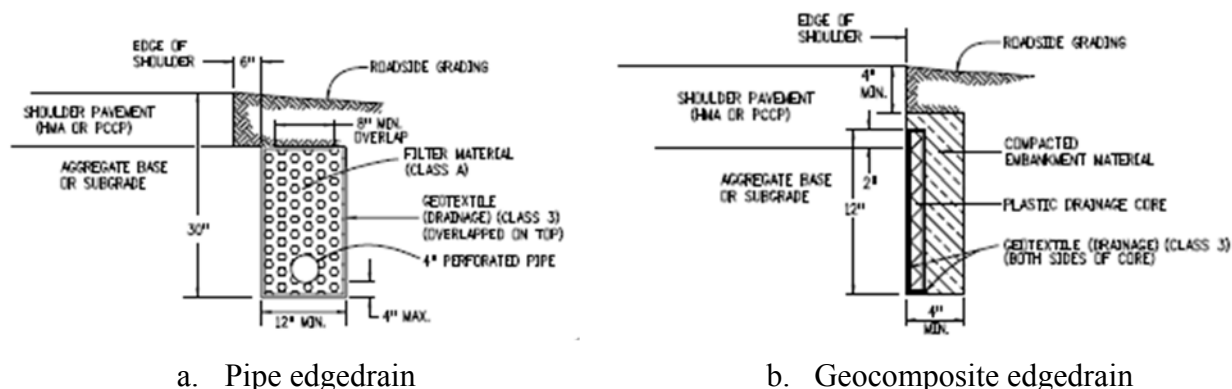 EDGE OF
SHOULDER
6"
ROADSIDE GRADING
SHOULDER PAVEMENT
(HMA OR PCCP)
8" MIN.
OVERLAP
AGGREGATE BASE
OR SUBGRADE
FILTER MATERIAL
(CLASS A)
GEOTEXTILE
(DRAINAGE) (CLASS 3)
(OVERLAPPED ON TOP)
30"
4" PERFORATED PIPE
12" MIN.
4" MAX.
a. Pipe edgedrain
EDGE OF
SHOULDER
ROADSIDE GRADING
4"
MIN.
SHOULDER PAVEMENT
(HMA OR PCCP)
COMPACTED
EMBANKMENT MATERIAL
AGGREGATE BASE
OR SUBGRADE
2"
12"
PLASTIC DRAINAGE CORE
GEOTEXTILE (DRAINAGE) (CLASS 3)
(BOTH SIDES OF CORE)
4"
MIN.
b. Geocomposite edgedrain